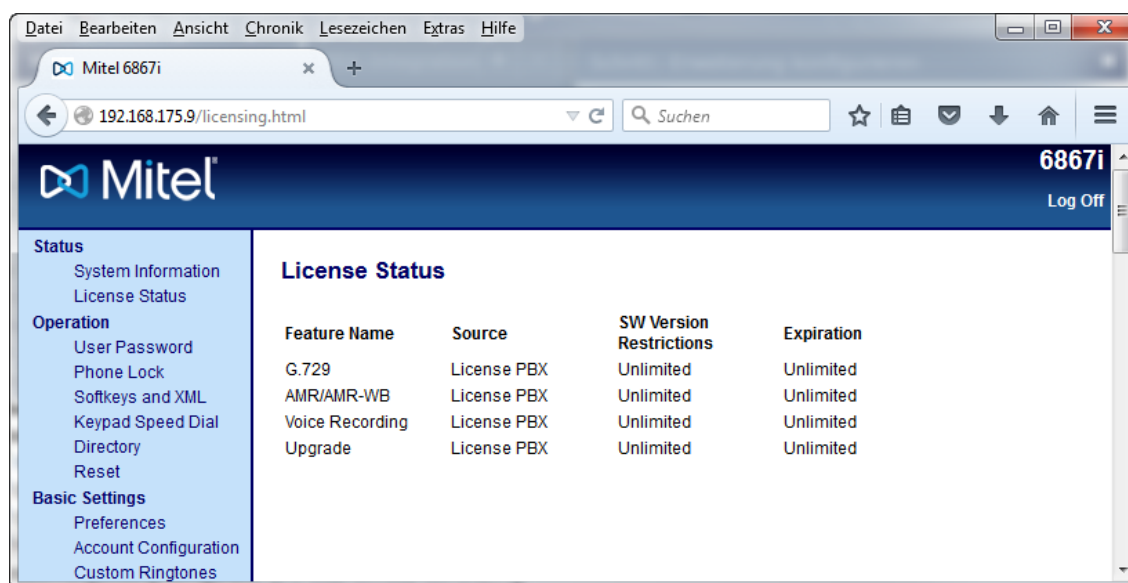 Datei Bearbeiten Ansicht Chronik Lesezeichen Extras Hilfe
Mitel 6867i
192.168.175.9/licensing.html
Suchen
Mitel
6867i
Log Off
Status
System Information
License Status
Operation
User Password
Phone Lock
Softkeys and XML
Keypad Speed Dial
Directory
Reset
Basic Settings
Preferences
Account Configuration
Custom Ringtones
License Status
Feature Name Source SW Version Restrictions Expiration
G.729 License PBX Unlimited Unlimited
AMR/AMR-WB License PBX Unlimited Unlimited
Voice Recording License PBX Unlimited Unlimited
Upgrade License PBX Unlimited Unlimited